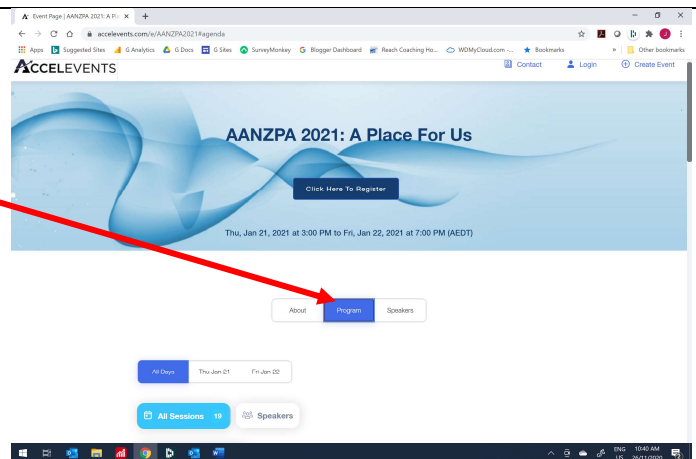 Event Page | AANZPA 2021: A Pl
accelevents.com/e/AANZPA2021#agenda
Apps Suggested Sites G Analytics G Docs G Sites SurveyMonkey Blogger Dashboard Reach Coaching Ho... WDMyCloud.com -... Bookmarks » Other bookmarks
ACCELEVENTS Contact Login Create Event
AANZPA 2021: A Place For Us
Click Here To Register
Thu, Jan 21, 2021 at 3:00 PM to Fri, Jan 22, 2021 at 7:00 PM (AEDT)
About Program Speakers
All Days Thu Jan 21 Fri Jan 22
All Sessions 19 Speakers
ENG 10:40 AM
US 26/11/2020